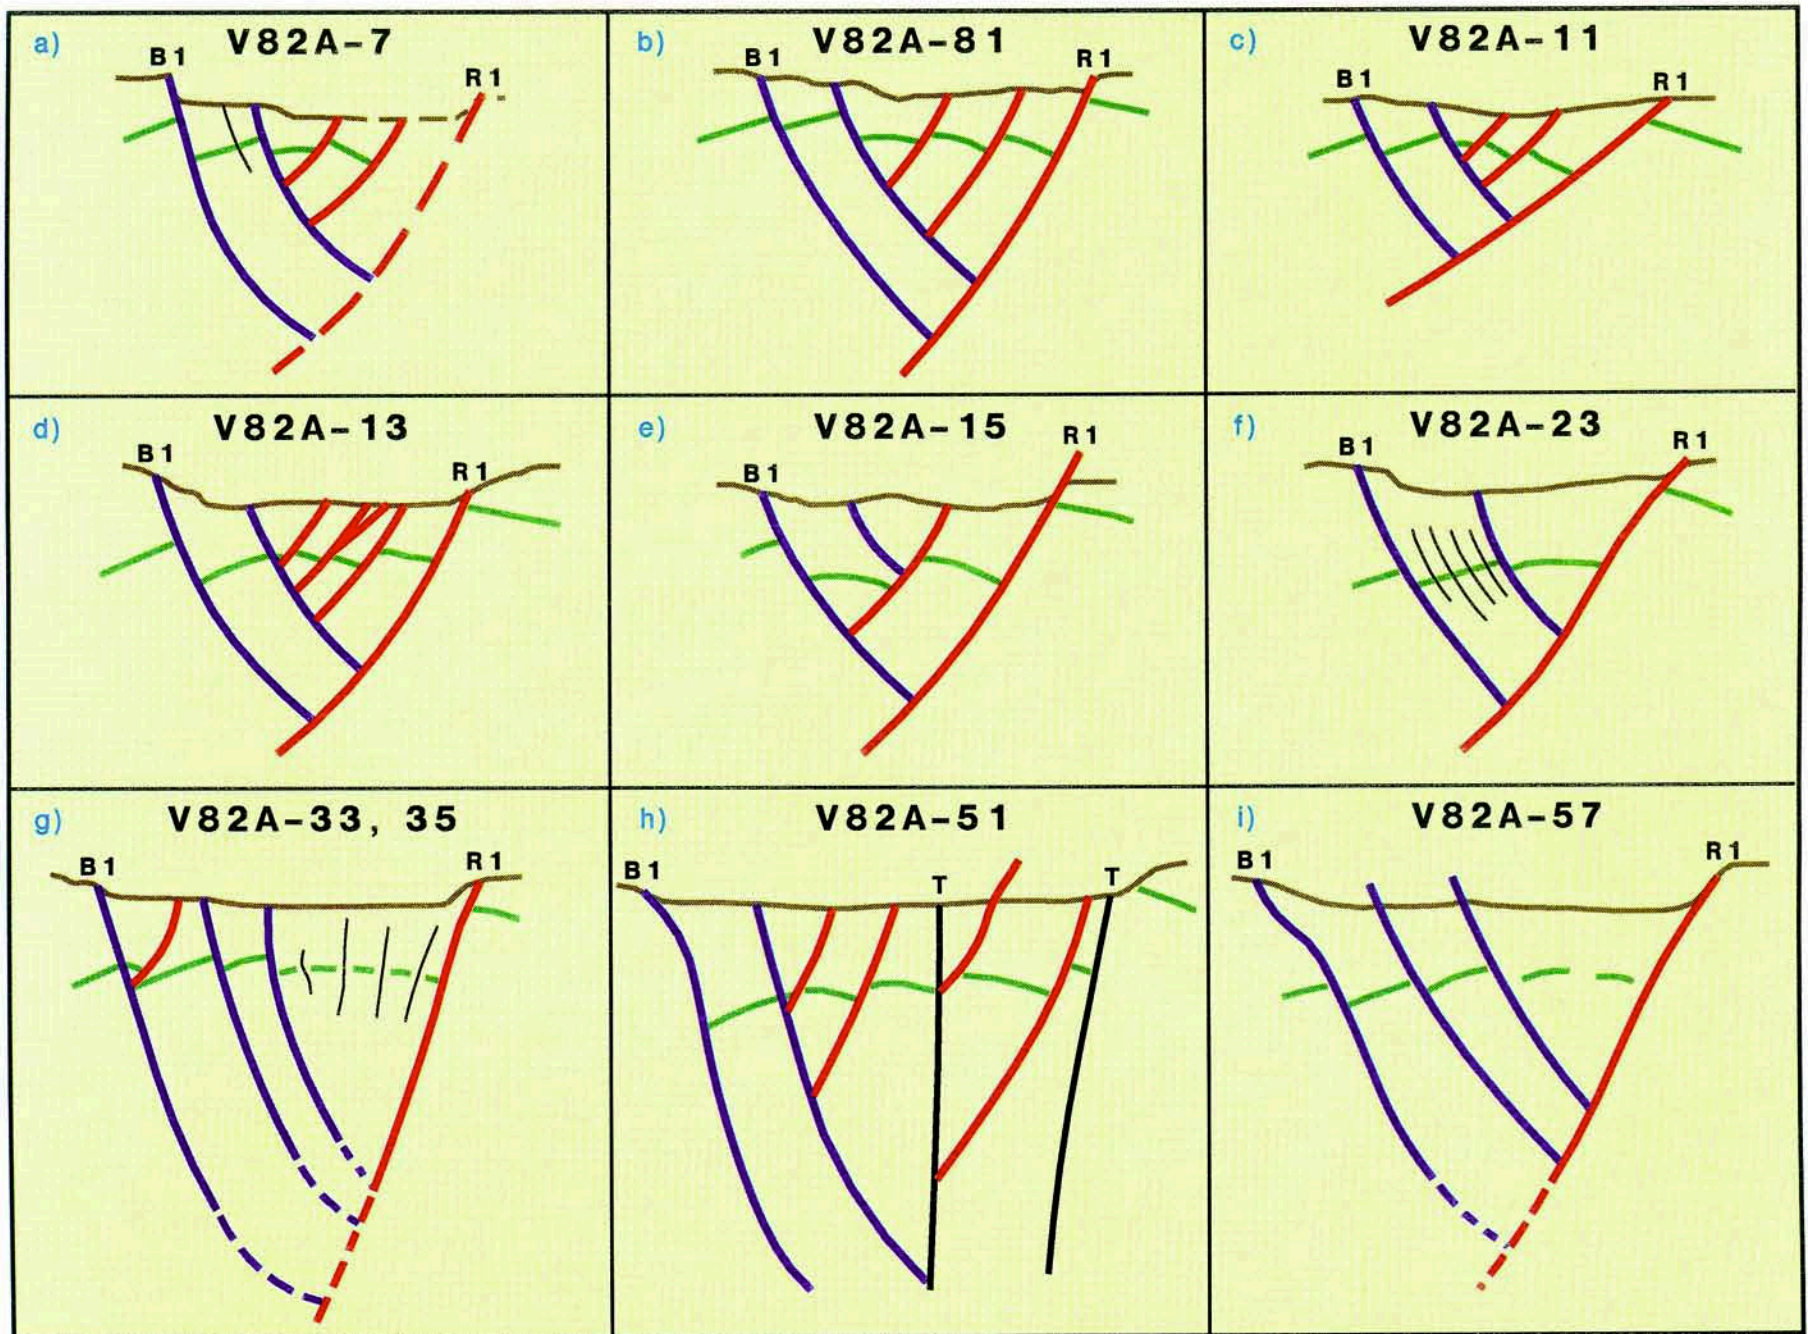 a) V82A-7
B1 R1
b) V82A-81
B1 R1
c) V82A-11
B1 R1
d) V82A-13
B1 R1
e) V82A-15
B1 R1
f) V82A-23
B1 R1
g) V82A-33, 35
B1 R1
h) V82A-51
B1 T T
i) V82A-57
B1 R1